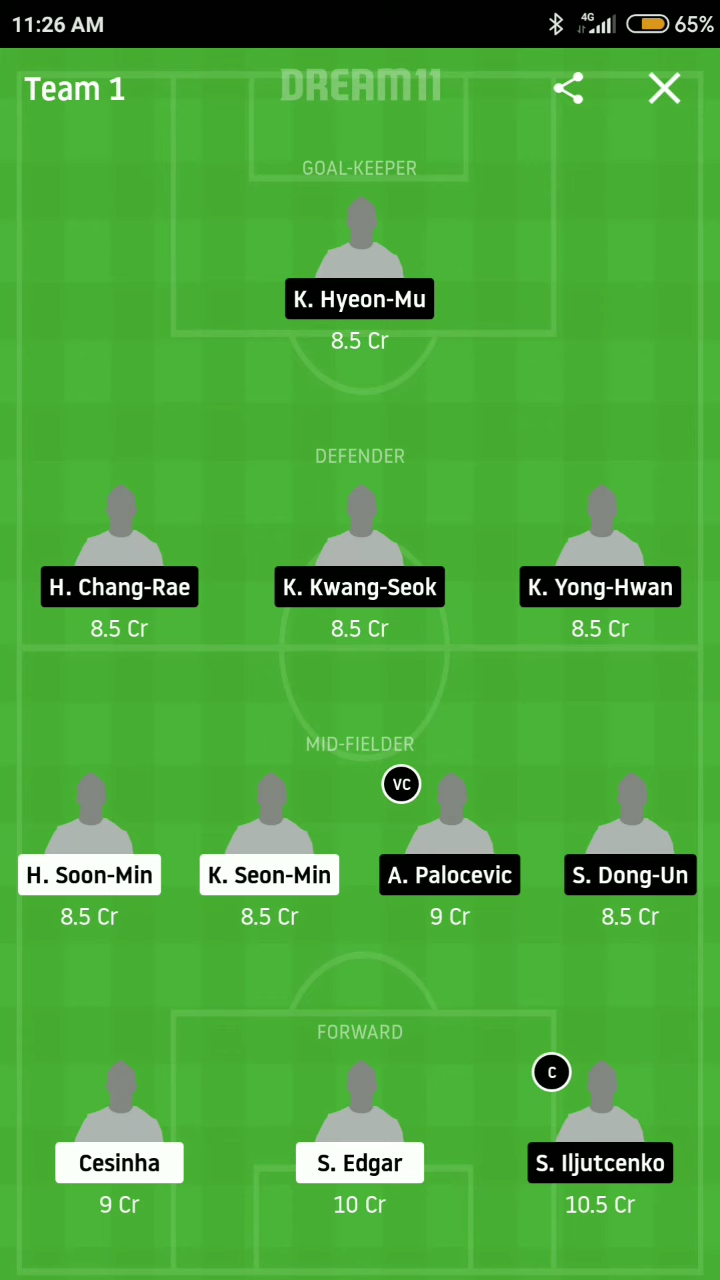 11:26 AM 4G 65%
Team 1 DREAM11
GOAL-KEEPER
K. Hyeon-Mu
8.5 Cr
DEFENDER
H. Chang-Rae K. Kwang-Seok K. Yong-Hwan
8.5 Cr 8.5 Cr 8.5 Cr
MID-FIELDER
VC
H. Soon-Min K. Seon-Min A. Palocevic S. Dong-Un
8.5 Cr 8.5 Cr 9 Cr 8.5 Cr
FORWARD
C
Cesinha S. Edgar S. Iljutcenko
9 Cr 10 Cr 10.5 Cr